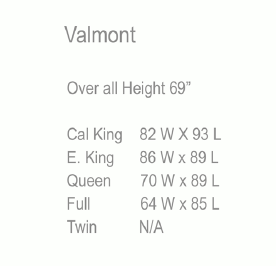 Valmont
Over all Height 69”
Cal King 82 W X 93 L
E. King 86 W x 89 L
Queen 70 W x 89 L
Full 64 W x 85 L
Twin N/A